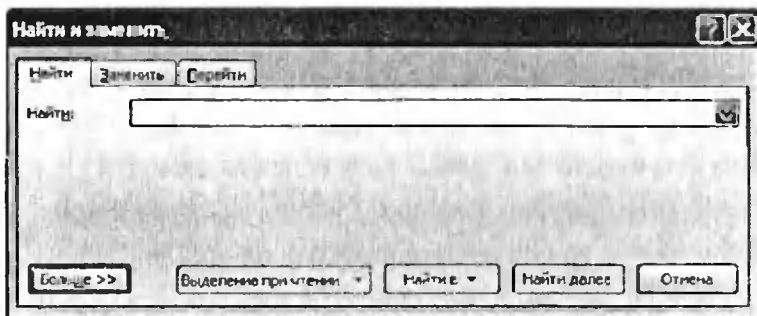 Найти и заменить
Найти Заменить Перейти
Найти:
Больше >> Выделение при чтении Найти в Найти далее Отмена